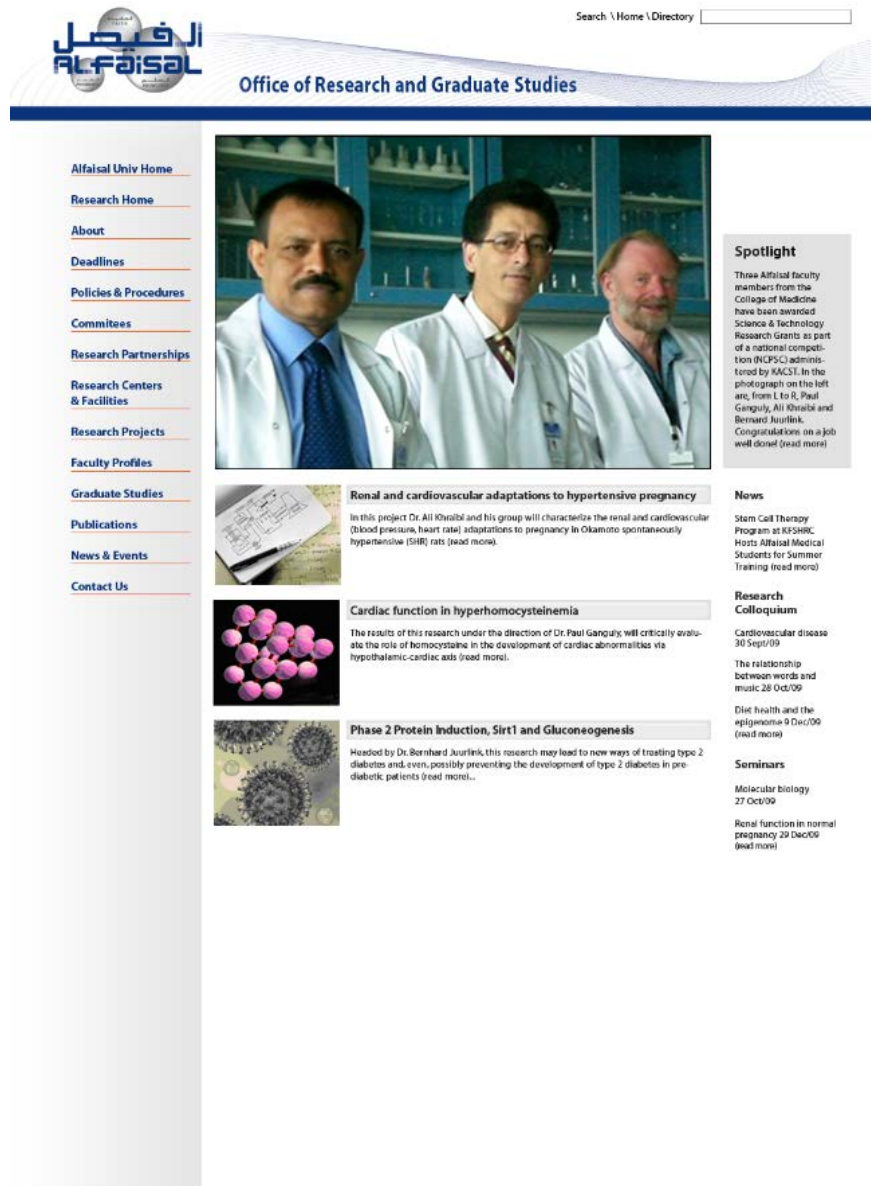 الفيصل
ALFAISAL
Search \ Home \ Directory
Office of Research and Graduate Studies
Alfaisal Univ Home
Research Home
About
Deadlines
Policies & Procedures
Commitees
Research Partnerships
Research Centers
& Facilities
Research Projects
Faculty Profiles
Graduate Studies
Publications
News & Events
Contact Us
Spotlight
Three Alfaisal faculty
members from the
College of Medicine
have been awarded
Science & Technology
Research Grants as part
of a national competi-
tion (NCPSC) adminis-
tered by KACST. In the
photograph on the left
are, from L to R, Paul
Ganguly, Ali Khraibi and
Bernard Juurlink.
Congratulations on a job
well done! (read more)
Renal and cardiovascular adaptations to hypertensive pregnancy
In this project Dr. Ali Khraibi and his group will characterize the renal and cardiovascular
(blood pressure, heart rate) adaptations to pregnancy in Okamoto spontaneously
hypertensive (SHR) rats (read more).
Cardiac function in hyperhomocysteinemia
The results of this research under the direction of Dr. Paul Ganguly, will critically evalu-
ate the role of homocysteine in the development of cardiac abnormalities via
hypothalamic-cardiac axis (read more).
Phase 2 Protein Induction, Sirt1 and Gluconeogenesis
Headed by Dr. Bernhard Juurlink, this research may lead to new ways of treating type 2
diabetes and, even, possibly preventing the development of type 2 diabetes in pre-
diabetic patients (read more)...
News
Stem Cell Therapy
Program at KFSHRC
Hosts Alfaisal Medical
Students for Summer
Training (read more)
Research
Colloquium
Cardiovascular disease
30 Sept/09
The relationship
between words and
music 28 Oct/09
Diet health and the
epigenome 9 Dec/09
(read more)
Seminars
Molecular biology
27 Oct/09
Renal function in normal
pregnancy 29 Dec/09
(read more)